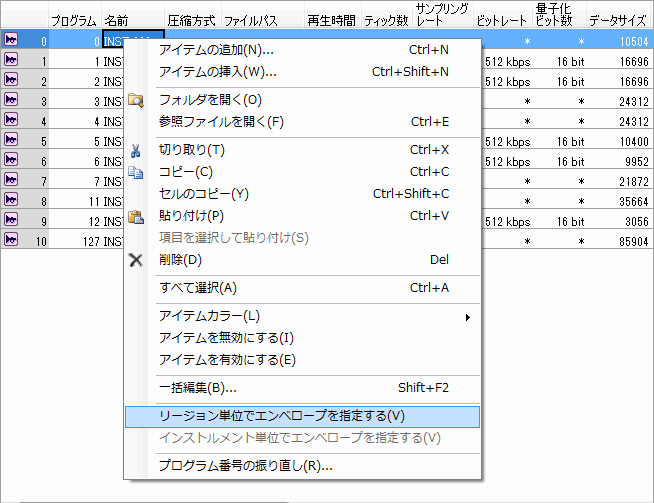 プログラム 名前 圧縮方式 ファイルパス 再生時間 ティック数 サンプリングレート ビットレート 量子化ビット数 データサイズ
0 0 * * 10504
1 1 INST 512 kbps 16 bit 16696
2 2 INST 512 kbps 16 bit 16696
3 3 INST * * 24312
4 4 INST * * 24312
5 5 INST 512 kbps 16 bit 10400
6 6 INST 512 kbps 16 bit 9952
7 7 INST * * 21872
8 11 INST * * 35664
9 12 INST 512 kbps 16 bit 3056
10 127 INST * * 85904
アイテムの追加(N)... Ctrl+N
アイテムの挿入(W)... Ctrl+Shift+N
フォルダを開く(O)
参照ファイルを開く(F) Ctrl+E
切り取り(T) Ctrl+X
コピー(C) Ctrl+C
セルのコピー(Y) Ctrl+Shift+C
貼り付け(P) Ctrl+V
項目を選択して貼り付け(S)
削除(D) Del
すべて選択(A) Ctrl+A
アイテムカラー(L)
アイテムを無効にする(I)
アイテムを有効にする(E)
一括編集(B)... Shift+F2
リージョン単位でエンベロープを指定する(V)
インストルメント単位でエンベロープを指定する(V)
プログラム番号の振り直し(R)...